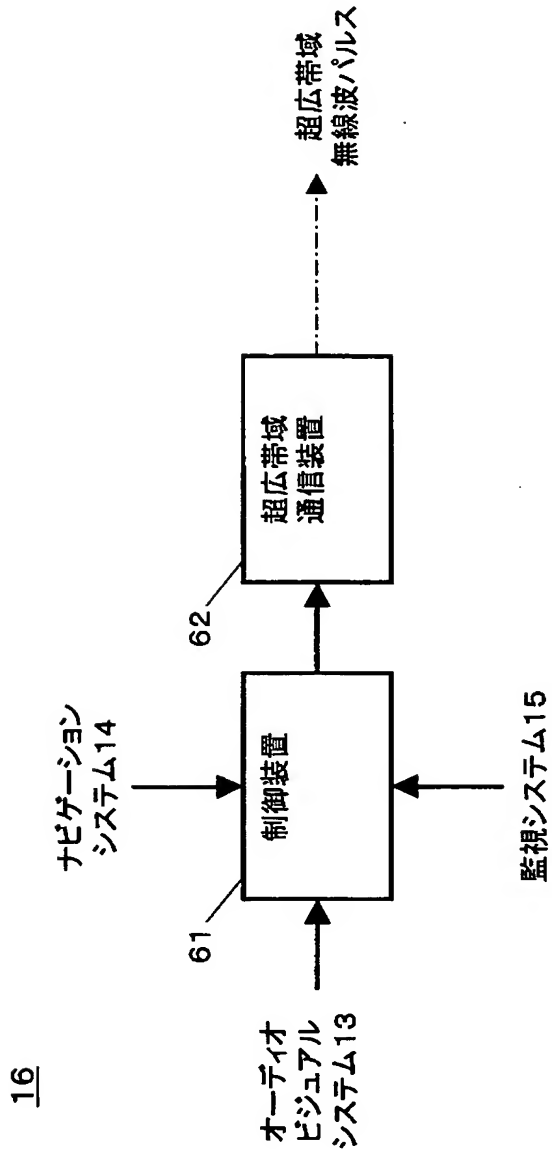 16
ナビゲーション
システム14
61
制御装置
62
超広帯域
通信装置
超広帯域
無線波パルス
オーディオ
ビジュアル
システム13
監視システム15